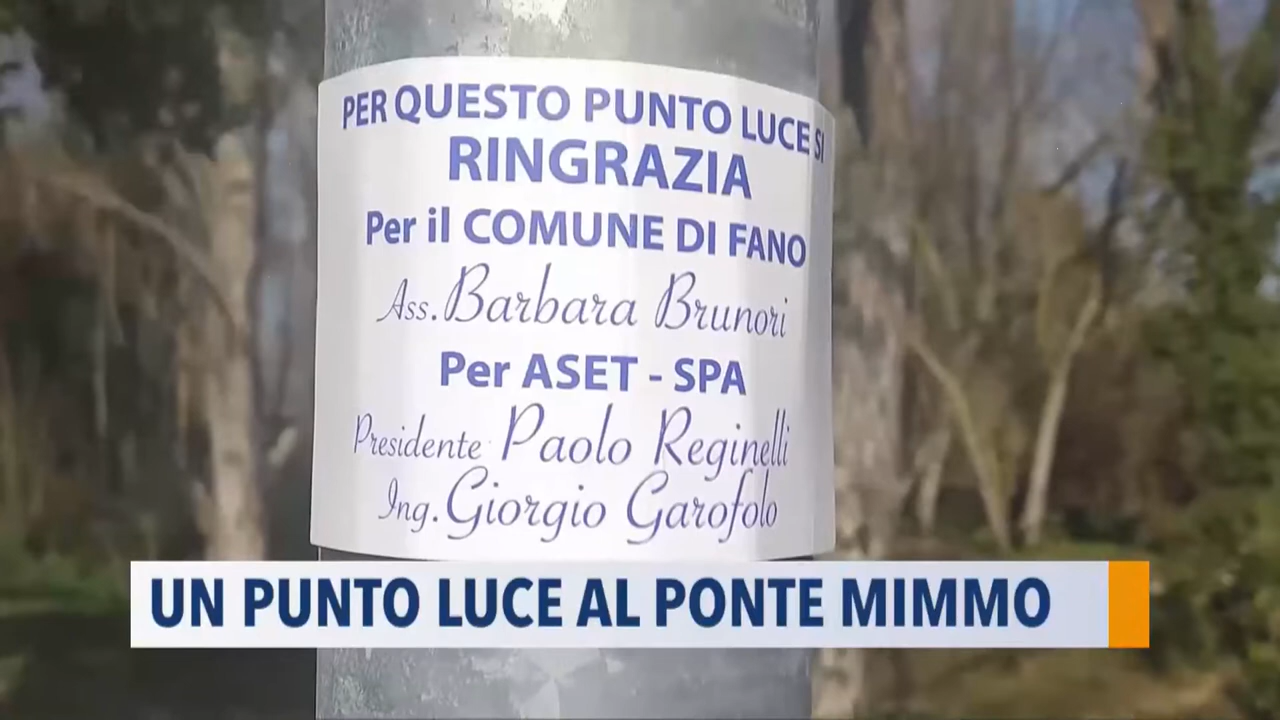 PER QUESTO PUNTO LUCE SI
RINGRAZIA
Per il COMUNE DI FANO
Ass. Barbara Brunori
Per ASET - SPA
Presidente Paolo Reginelli
Ing. Giorgio Garofolo
UN PUNTO LUCE AL PONTE MIMMO